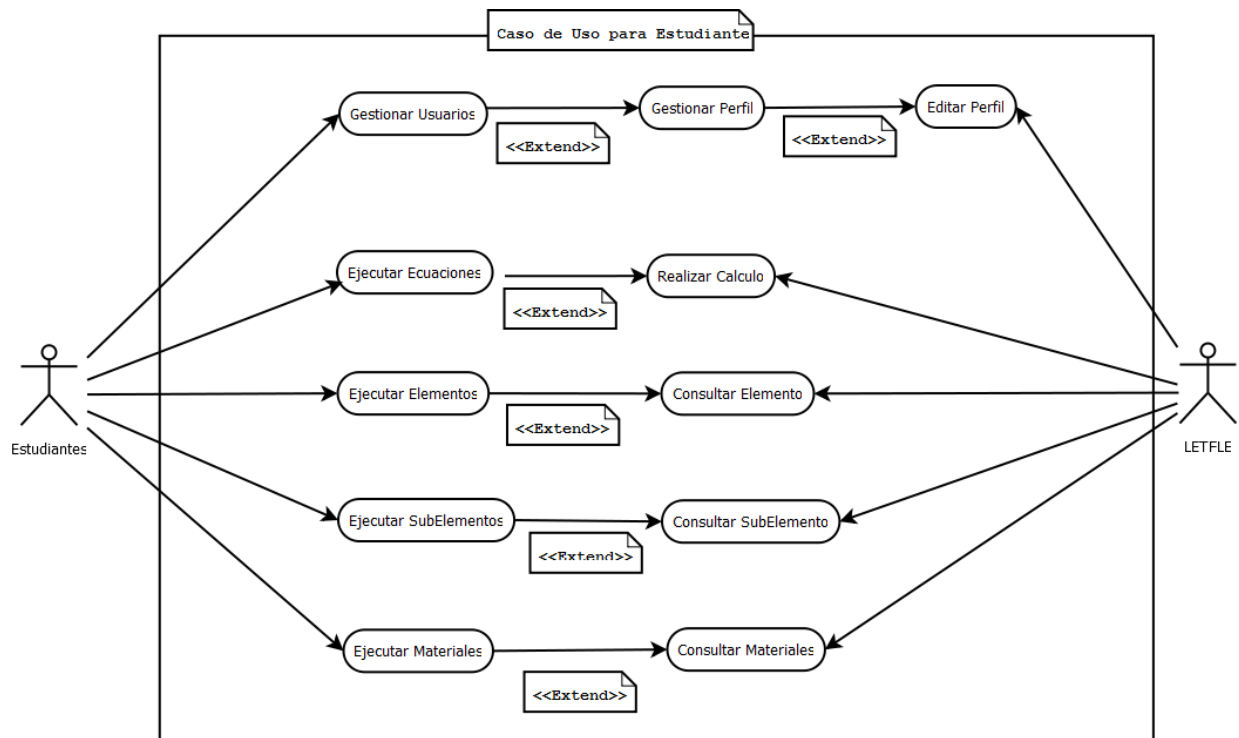 Caso de Uso para Estudiante
Gestionar Usuarios
Gestionar Perfil
Editar Perfil
<<Extend>>
<<Extend>>
Ejecutar Ecuaciones
Realizar Calculo
<<Extend>>
Estudiantes
LETFLE
Ejecutar Elementos
Consultar Elemento
<<Extend>>
Ejecutar SubElementos
Consultar SubElemento
<<Extend>>
Ejecutar Materiales
Consultar Materiales
<<Extend>>